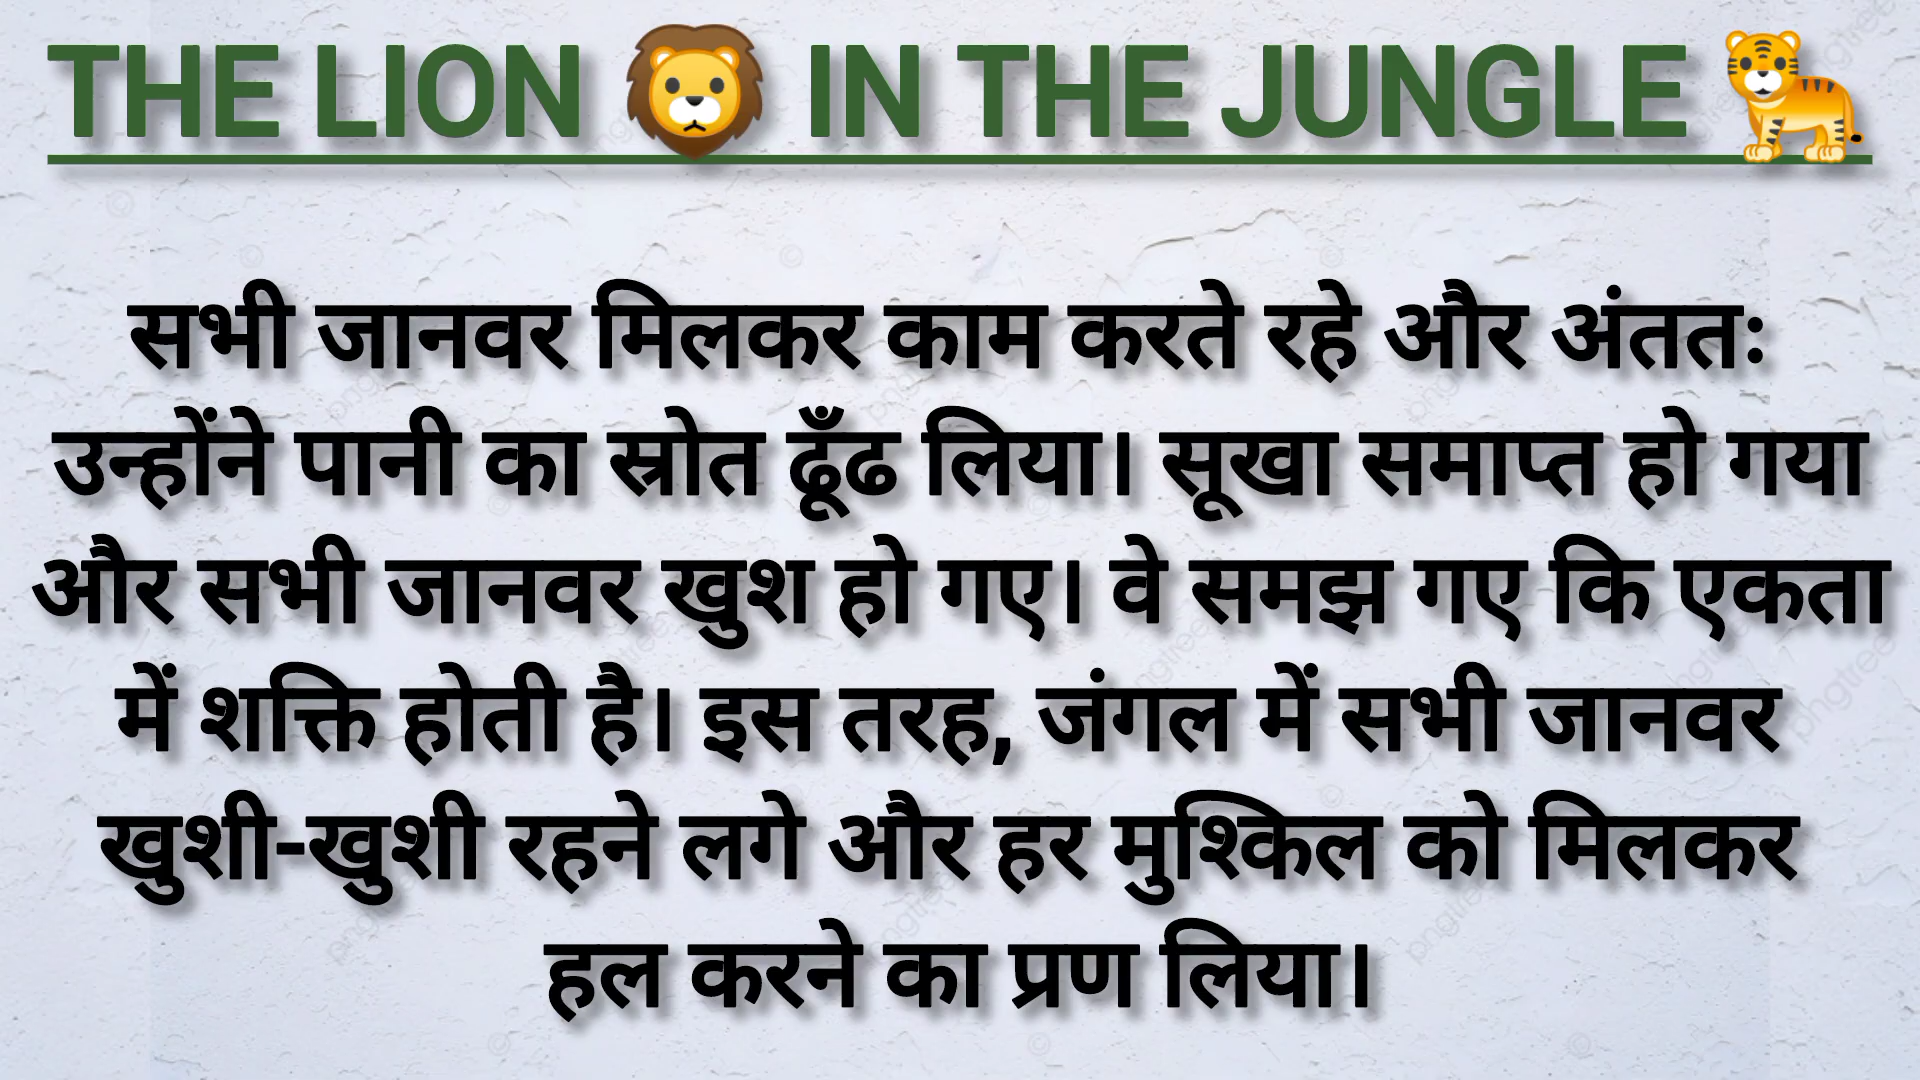 THE LION 🦁 IN THE JUNGLE 🐅
सभी जानवर मिलकर काम करते रहे और अंततः
उन्होंने पानी का स्रोत ढूँढ लिया। सूखा समाप्त हो गया
और सभी जानवर खुश हो गए। वे समझ गए कि एकता
में शक्ति होती है। इस तरह, जंगल में सभी जानवर
खुशी-खुशी रहने लगे और हर मुश्किल को मिलकर
हल करने का प्रण लिया।